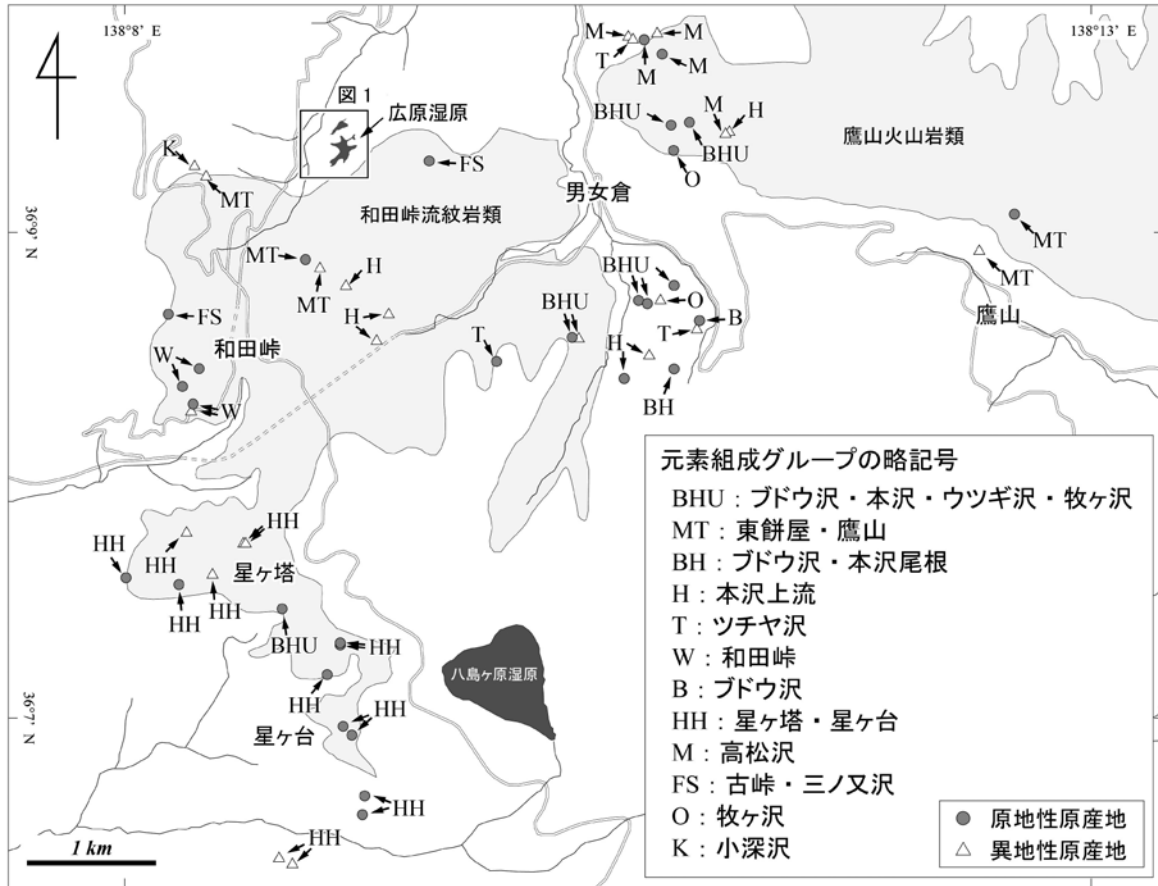 138°8' E
138°13' E
M
M
T
M
M
図1
広原湿原
BHU
M
H
BHU
鷹山火山岩類
K
FS
O
MT
男女倉
36°9' N
和田峠流紋岩類
MT
MT
H
BHU
MT
MT
O
鷹山
FS
H
BHU
B
T
和田峠
T
H
W
BH
W
元素組成グループの略記号
BHU：ブドウ沢・本沢・ウツギ沢・牧ヶ沢
MT：東餅屋・鷹山
BH：ブドウ沢・本沢尾根
H：本沢上流
T：ツチヤ沢
W：和田峠
B：ブドウ沢
HH：星ヶ塔・星ヶ台
M：高松沢
FS：古峠・三ノ又沢
O：牧ヶ沢
K：小深沢
原地性原産地
異地性原産地
HH
HH
HH
星ヶ塔
HH
HH
BHU
HH
八島ヶ原湿原
HH
36°7' N
HH
星ヶ台
HH
HH
1 km